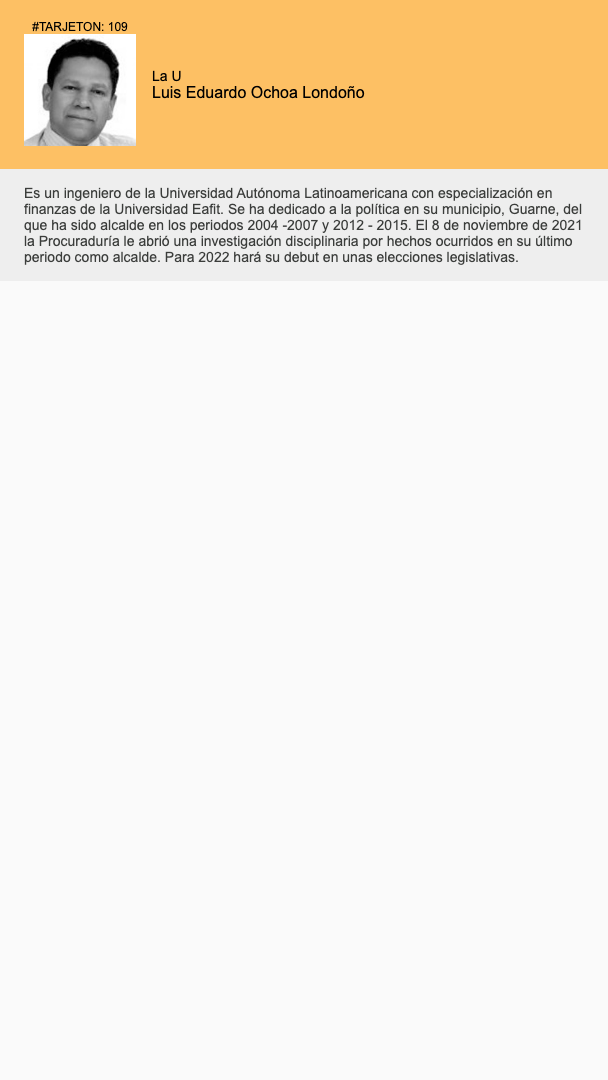 #TARJETON: 109
La U
Luis Eduardo Ochoa Londoño
Es un ingeniero de la Universidad Autónoma Latinoamericana con especialización en
finanzas de la Universidad Eafit. Se ha dedicado a la política en su municipio, Guarne, del
que ha sido alcalde en los periodos 2004 -2007 y 2012 - 2015. El 8 de noviembre de 2021
la Procuraduría le abrió una investigación disciplinaria por hechos ocurridos en su último
periodo como alcalde. Para 2022 hará su debut en unas elecciones legislativas.